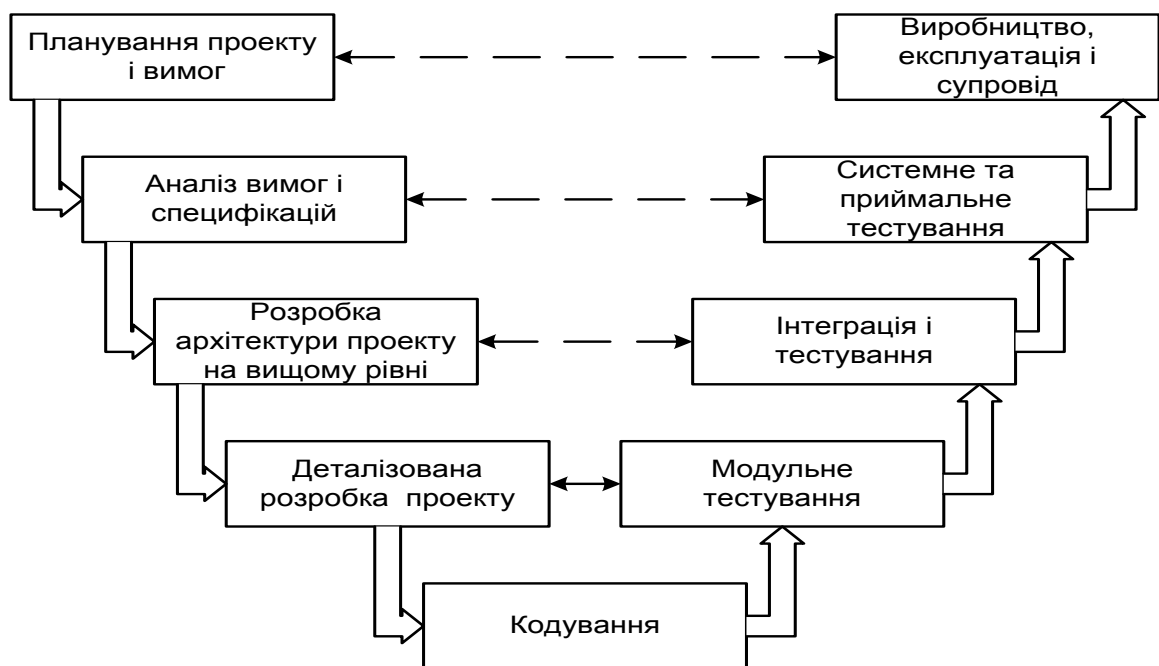 Планування проекту
і вимог
Виробництво,
експлуатація і
супровід
Аналіз вимог і
специфікацій
Системне та
приймальне
тестування
Розробка
архітектури проекту
на вищому рівні
Інтеграція і
тестування
Деталізована
розробка проекту
Модульне
тестування
Кодування